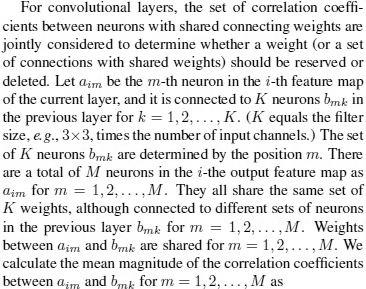 For convolutional layers, the set of correlation coeffi-
cients between neurons with shared connecting weights are
jointly considered to determine whether a weight (or a set
of connections with shared weights) should be reserved or
deleted. Let a_{im} be the m-th neuron in the i-th feature map
of the current layer, and it is connected to K neurons b_{mk} in
the previous layer for k = 1, 2, . . . , K. (K equals the filter
size, e.g., 3×3, times the number of input channels.) The set
of K neurons b_{mk} are determined by the position m. There
are a total of M neurons in the i-the output feature map as
a_{im} for m = 1, 2, . . . , M. They all share the same set of
K weights, although connected to different sets of neurons
in the previous layer b_{mk} for m = 1, 2, . . . , M. Weights
between a_{im} and b_{mk} are shared for m = 1, 2, . . . , M. We
calculate the mean magnitude of the correlation coefficients
between a_{im} and b_{mk} for m = 1, 2, . . . , M as